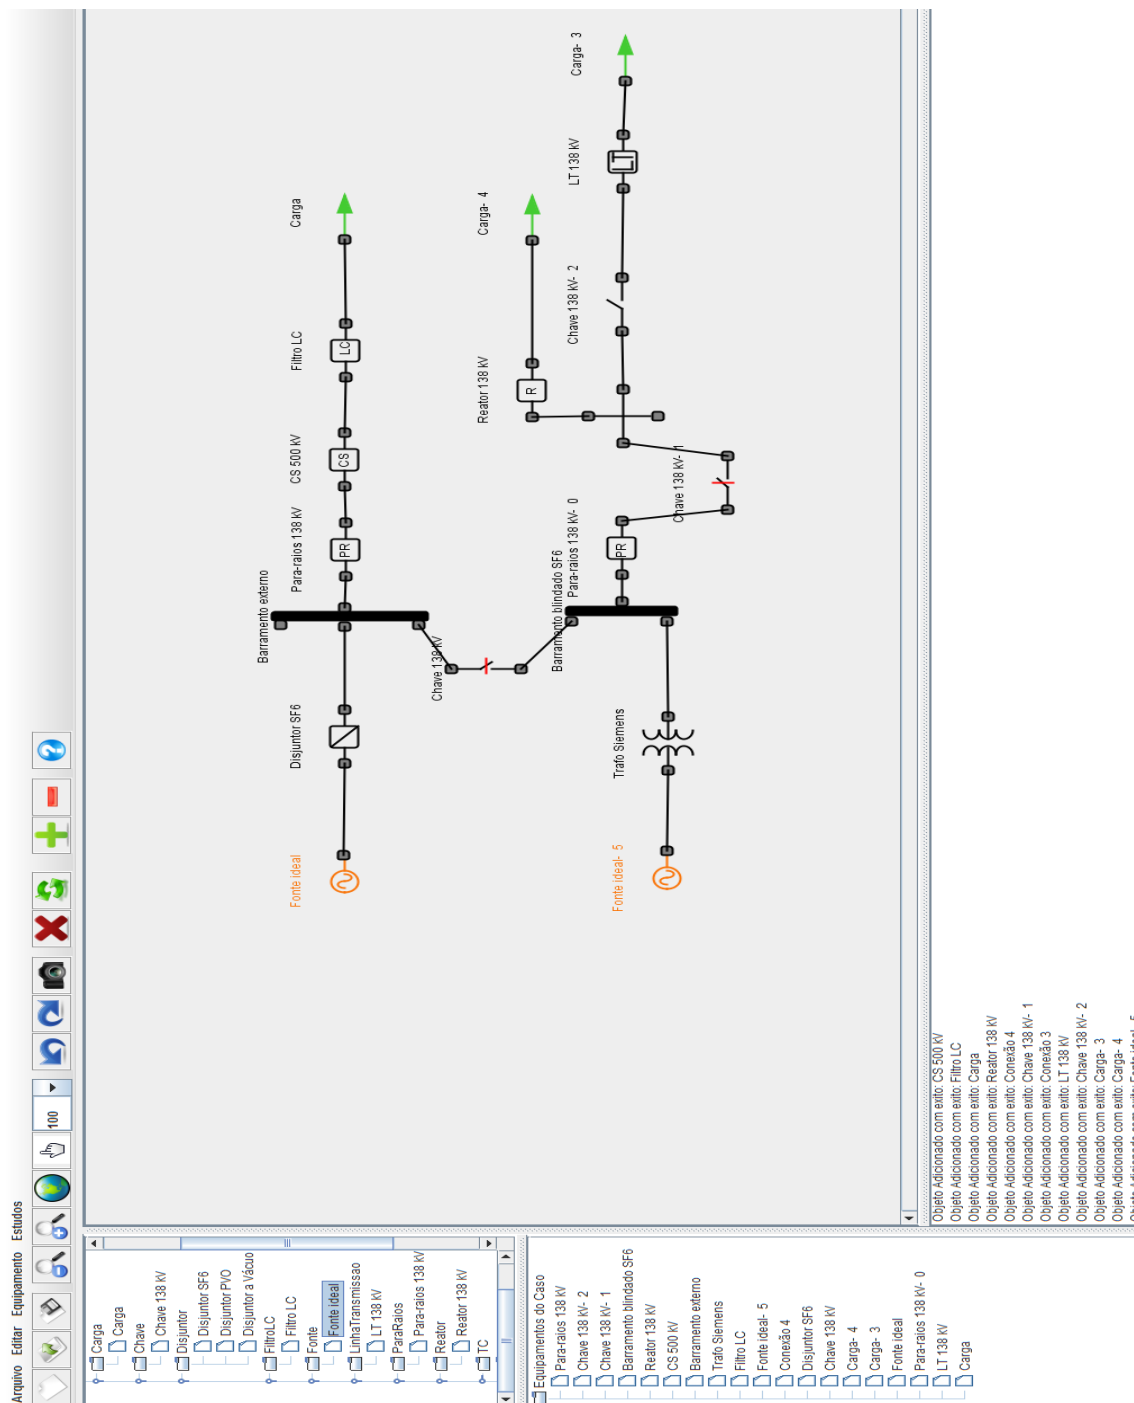 Arquivo Editar Equipamento Estudos
100
Carga
Carga
Chave
Chave 138 kV
Disjuntor
Disjuntor SF6
Disjuntor PVO
Disjuntor a Vácuo
FiltroLC
Filtro LC
Fonte
Fonte ideal
LinhaTransmissao
LT 138 kV
ParaRaios
Para-raios 138 kV
Reator
Reator 138 kV
TC
Equipamentos do Caso
Para-raios 138 kV
Chave 138 kV- 2
Chave 138 kV- 1
Barramento blindado SF6
Reator 138 kV
CS 500 kV
Barramento externo
Trafo Siemens
Filtro LC
Fonte ideal- 5
Conexão 4
Disjuntor SF6
Chave 138 kV
Carga- 4
Carga- 3
Fonte ideal
Para-raios 138 kV- 0
LT 138 kV
Carga
Barramento externo
Fonte ideal
Disjuntor SF6
Para-raios 138 kV
PR
CS 500 kV
CS
Filtro LC
LC
Carga
Chave 138 kV
Reator 138 kV
R
Carga- 4
Barramento blindado SF6
Para-raios 138 kV- 0
PR
Chave 138 kV- 2
LT 138 kV
LT
Carga- 3
Fonte ideal- 5
Trafo Siemens
Chave 138 kV- 1
Objeto Adicionado com exito: CS 500 kV
Objeto Adicionado com exito: Filtro LC
Objeto Adicionado com exito: Carga
Objeto Adicionado com exito: Reator 138 kV
Objeto Adicionado com exito: Conexão 4
Objeto Adicionado com exito: Chave 138 kV- 1
Objeto Adicionado com exito: Conexão 3
Objeto Adicionado com exito: LT 138 kV
Objeto Adicionado com exito: Chave 138 kV- 2
Objeto Adicionado com exito: Carga- 3
Objeto Adicionado com exito: Carga- 4
Objeto Adicionado com exito: Fonte ideal- 5